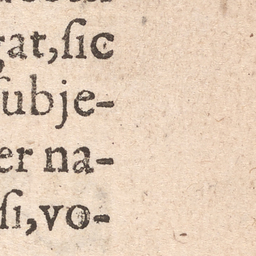 gat, ſic
ſubje-
er na-
ſi, vo-